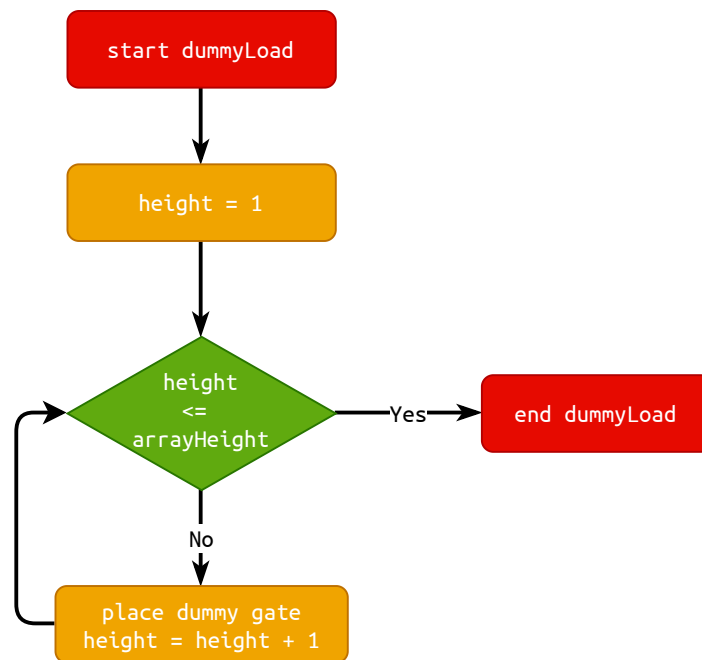 start dummyLoad
height = 1
height
<=
arrayHeight
Yes
end dummyLoad
No
place dummy gate
height = height + 1